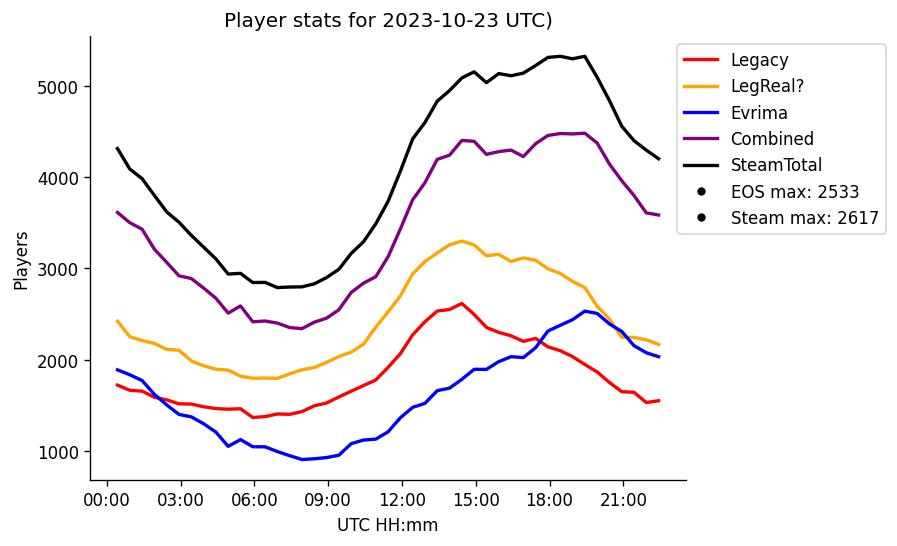 Player stats for 2023-10-23 UTC)
Legacy
LegReal?
Evrima
Combined
SteamTotal
EOS max: 2533
Steam max: 2617
Players
5000
4000
3000
2000
1000
00:00 03:00 06:00 09:00 12:00 15:00 18:00 21:00
UTC HH:mm